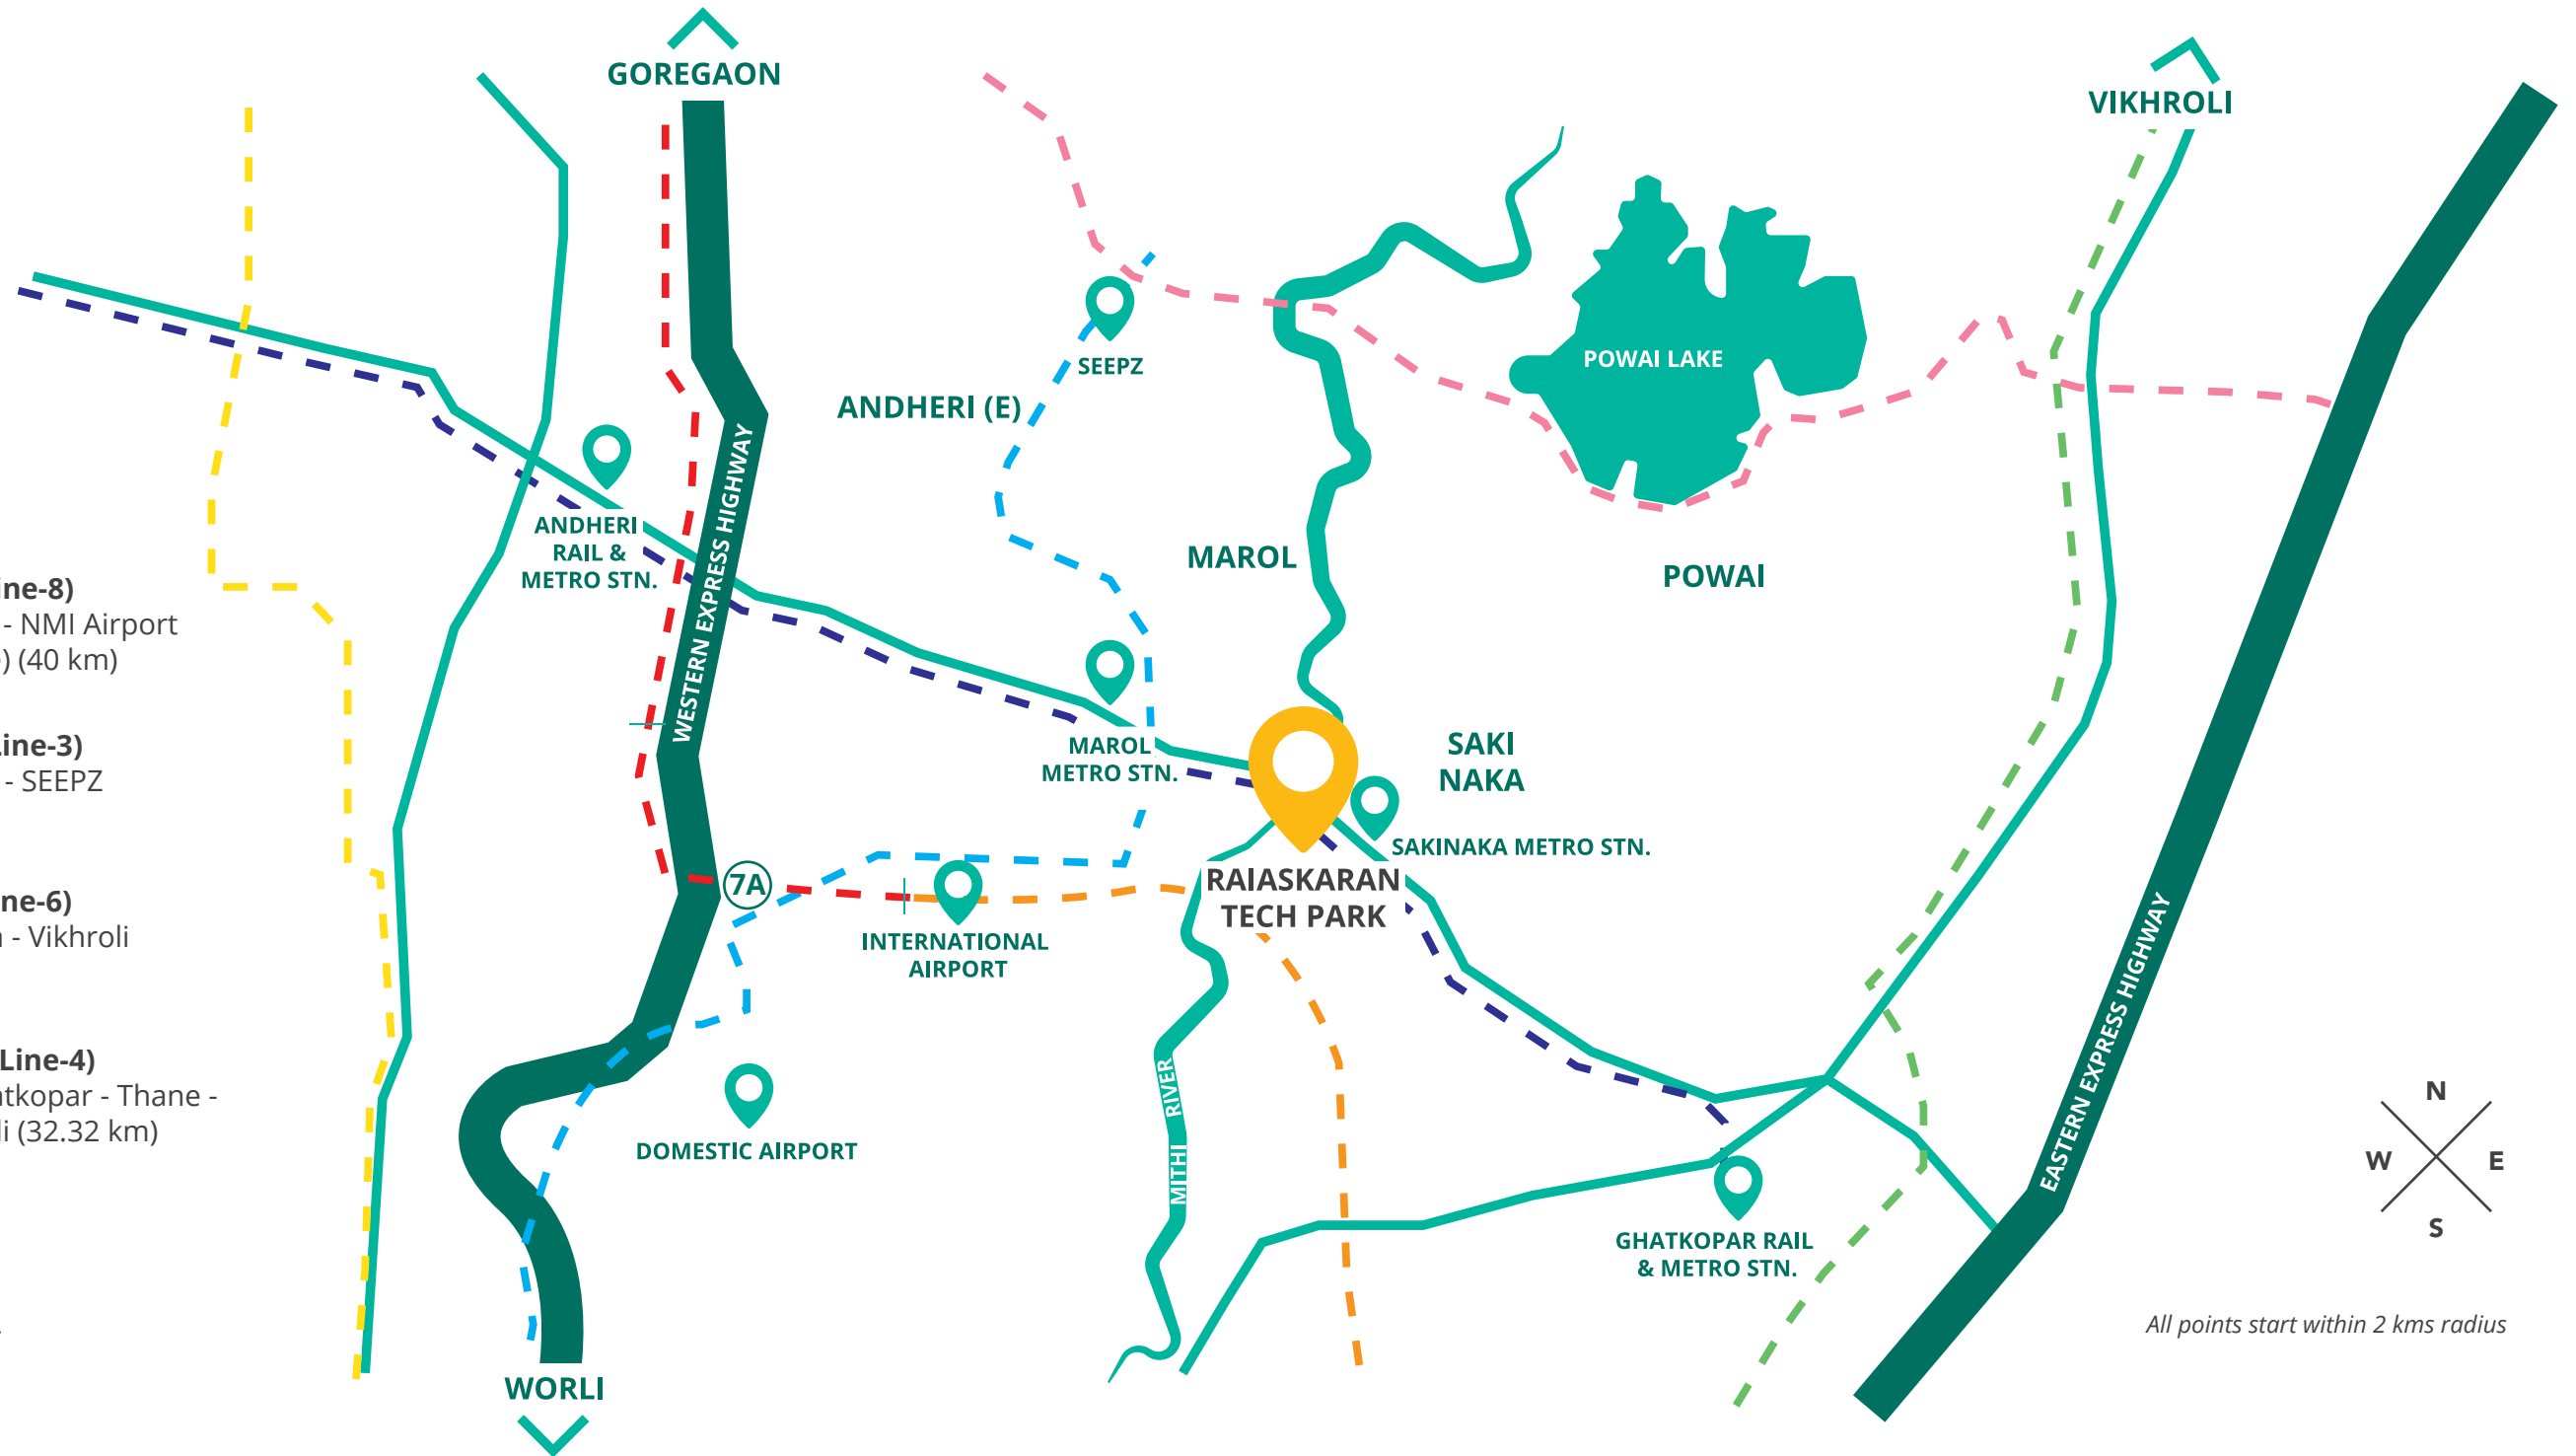 GOREGAON
VIKHROLI
SEEPZ
POWAI LAKE
ANDHERI (E)
WESTERN EXPRESS HIGHWAY
ANDHERI
RAIL &
METRO STN.
MAROL
POWAI
ine-8)
- NMI Airport
) (40 km)
MAROL
METRO STN.
SAKI
NAKA
ine-3)
- SEEPZ
SAKINAKA METRO STN.
7A
RAIASKARAN
TECH PARK
ne-6)
- Vikhroli
INTERNATIONAL
AIRPORT
EASTERN EXPRESS HIGHWAY
Line-4)
atkopar - Thane -
li (32.32 km)
MITHI RIVER
DOMESTIC AIRPORT
N
W E
S
GHATKOPAR RAIL
& METRO STN.
All points start within 2 kms radius
WORLI